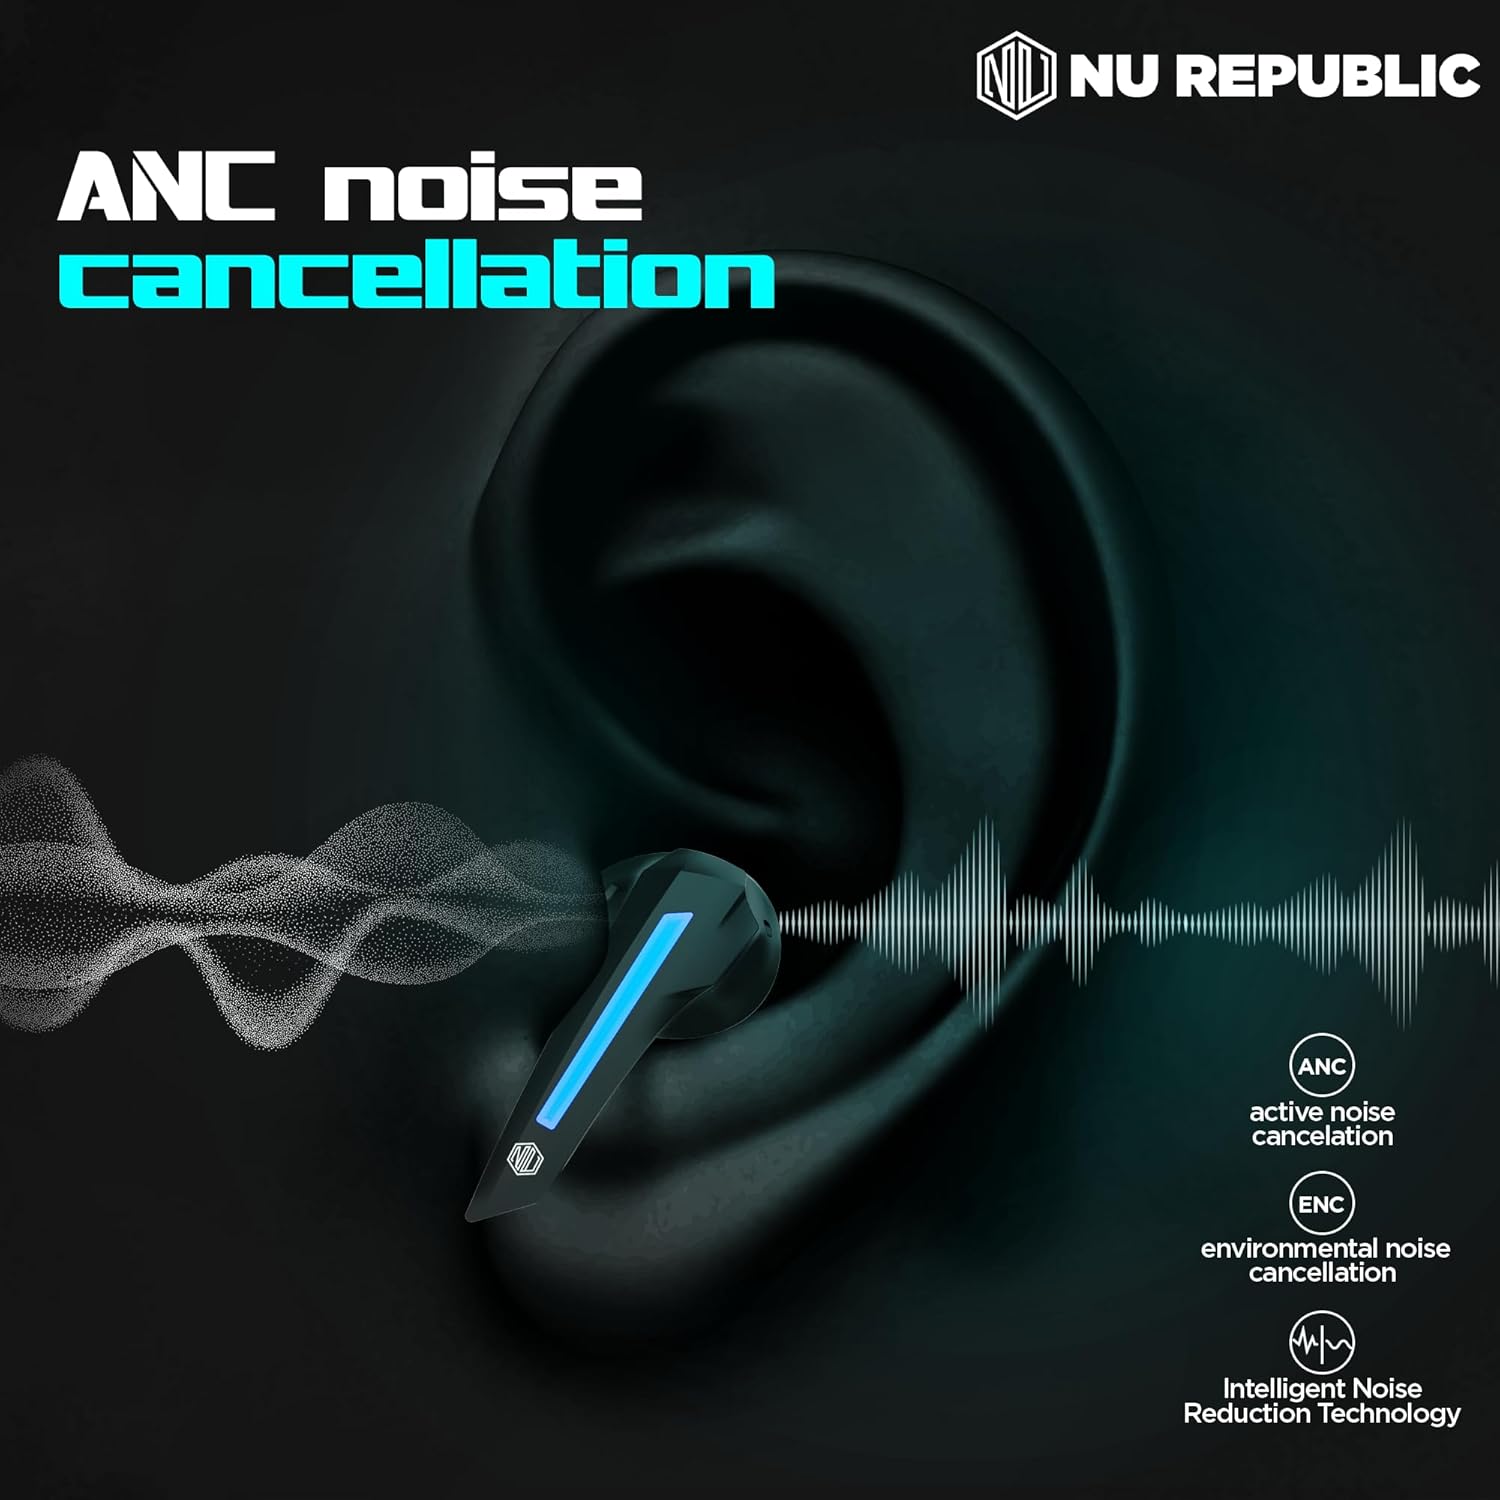 NU REPUBLIC
ANC noise
cancellation
ANC
active noise
cancelation
ENC
environmental noise
cancellation
Intelligent Noise
Reduction Technology